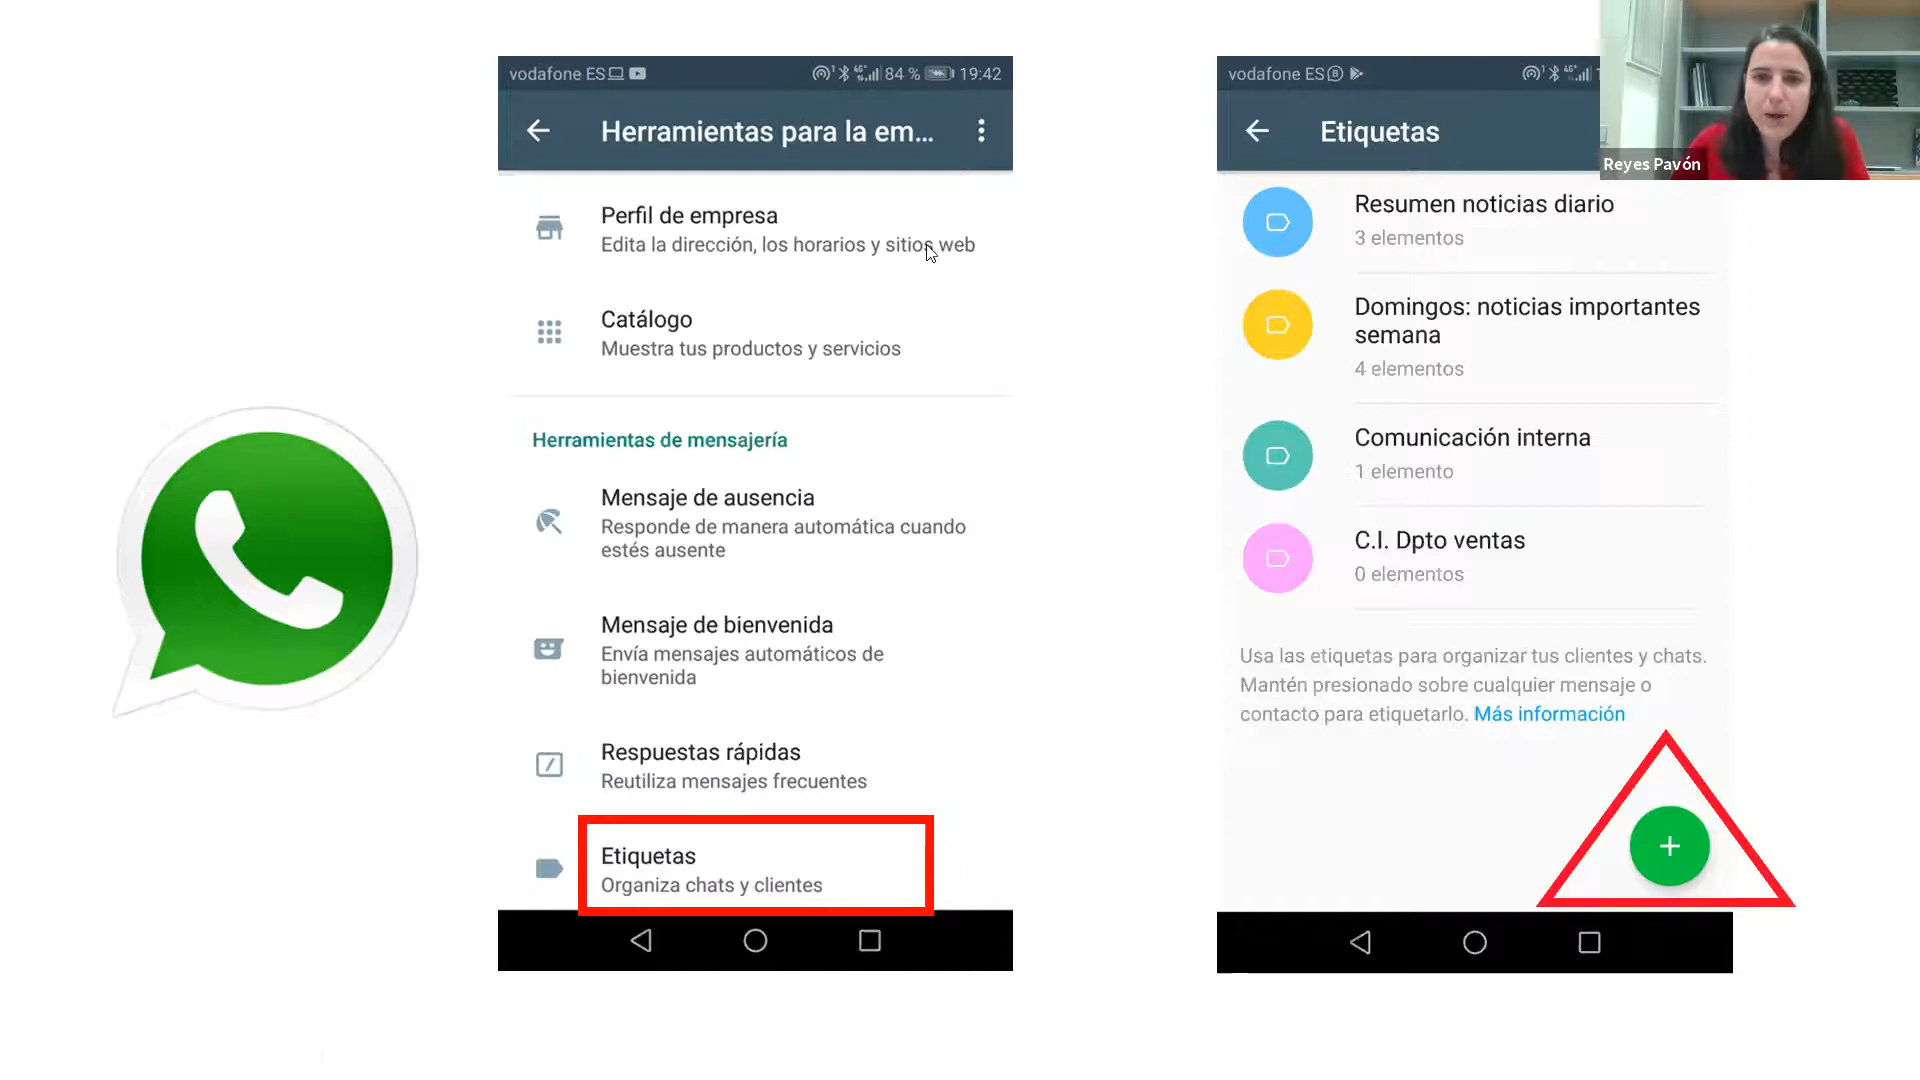 vodafone ES
84 %
19:42
Herramientas para la em...
Perfil de empresa
Edita la dirección, los horarios y sitios web
Catálogo
Muestra tus productos y servicios
Herramientas de mensajería
Mensaje de ausencia
Responde de manera automática cuando
estés ausente
Mensaje de bienvenida
Envía mensajes automáticos de
bienvenida
Respuestas rápidas
Reutiliza mensajes frecuentes
Etiquetas
Organiza chats y clientes
vodafone ES
Etiquetas
Resumen noticias diario
3 elementos
Domingos: noticias importantes
semana
4 elementos
Comunicación interna
1 elemento
C.I. Dpto ventas
0 elementos
Usa las etiquetas para organizar tus clientes y chats.
Mantén presionado sobre cualquier mensaje o
contacto para etiquetarlo. Más información
Reyes Pavón